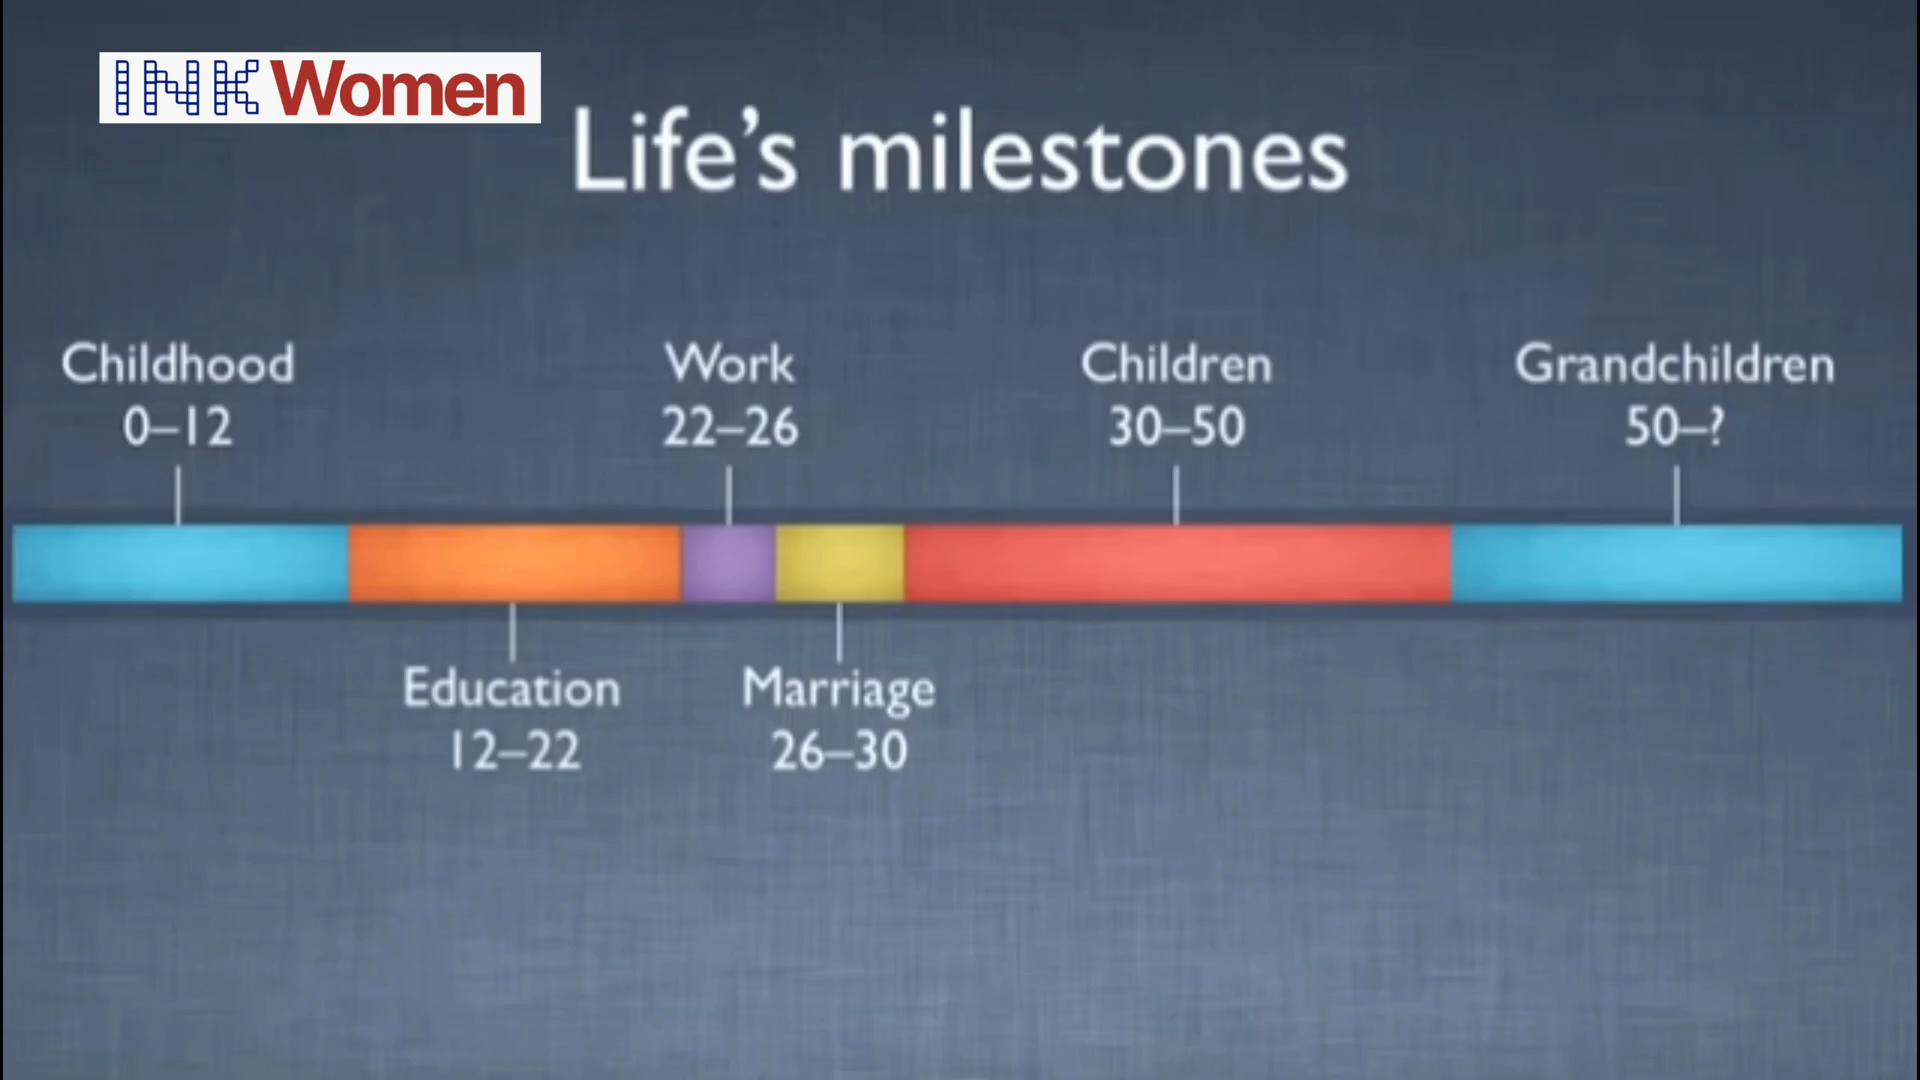 INK Women
Life's milestones
Childhood
0–12
Work
22–26
Children
30–50
Grandchildren
50–?
Education
12–22
Marriage
26–30